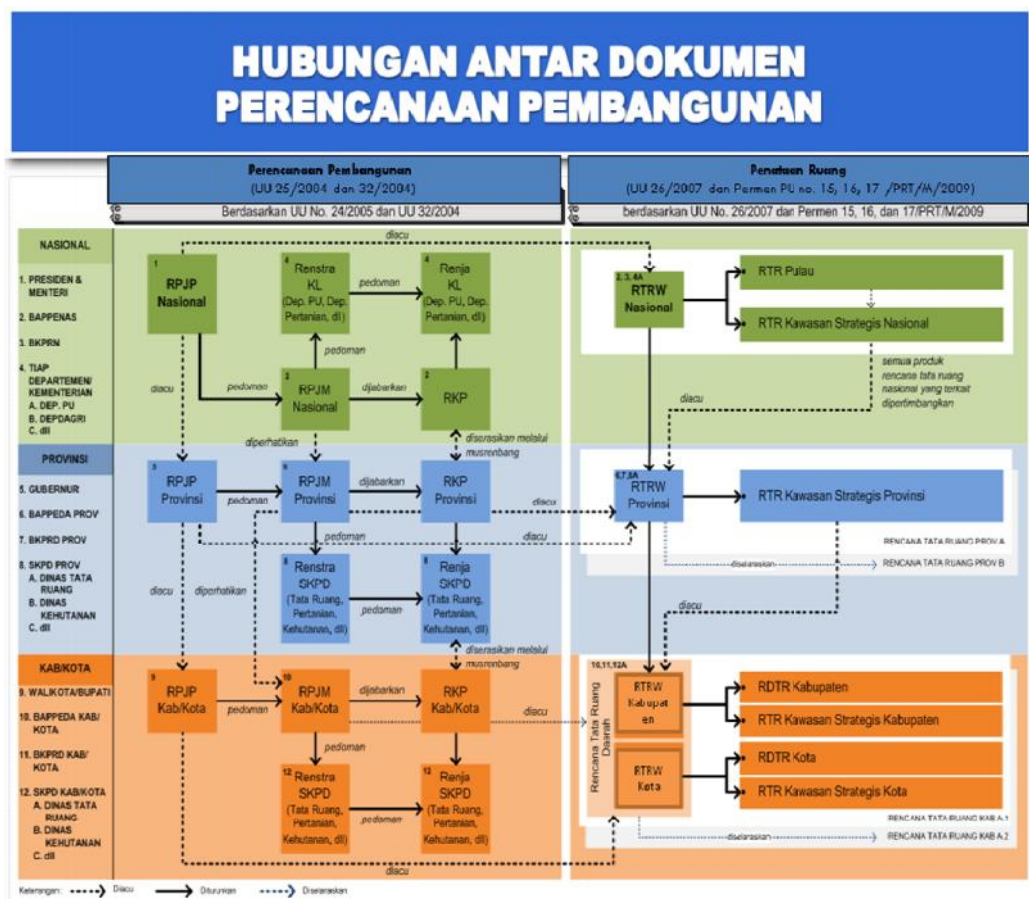 HUBUNGAN ANTAR DOKUMEN
PERENCANAAN PEMBANGUNAN
Perencanaan Pembangunan
(UU 25/2004 dan 32/2004)
Berdasarkan UU No. 24/2005 dan UU 32/2004
Penataan Ruang
(UU 26/2007 dan Permen PU no. 15, 16, 17 /PRT/M/2009)
berdasarkan UU No. 26/2007 dan Permen 15, 16, dan 17/PRT/M/2009
NASIONAL
1. PRESIDEN &
MENTERI
2. BAPPENAS
3. BKPRN
4. TIAP
DEPARTEMEN/
KEMENTERIAN
A. DEP. PU
B. DEPDAGRI
C. dll
diacu
1
RPJP
Nasional
4
Renstra
KL
(Dep. PU, Dep.
Pertanian, dll)
pedoman
4
Renja
KL
(Dep. PU, Dep.
Pertanian, dll)
pedoman
diacu
pedoman
2
RPJM
Nasional
dijabarkan
2
RKP
diperhatikan
diserasikan melalui
musrenbang
2, 3, 4A
RTRW
Nasional
RTR Pulau
RTR Kawasan Strategis Nasional
diacu
semua produk
rencana tata ruang
nasional yang terkait
dipertimbangkan
PROVINSI
5. GUBERNUR
6. BAPPEDA PROV
7. BKPRD PROV
8. SKPD PROV
A. DINAS TATA
RUANG
B. DINAS
KEHUTANAN
C. dll
RPJP
Provinsi
pedoman
RPJM
Provinsi
dijabarkan
RKP
Provinsi
diacu
pedoman
diacu
diacu
diperhatikan
8
Renstra
SKPD
(Tata Ruang,
Pertanian,
Kehutanan, dll)
pedoman
8
Renja
SKPD
(Tata Ruang,
Pertanian,
Kehutanan, dll)
diserasikan melalui
musrenbang
6,7,8A
RTRW
Provinsi
RTR Kawasan Strategis Provinsi
RENCANA TATA RUANG PROV A
diselaraskan
RENCANA TATA RUANG PROV B
diacu
KAB/KOTA
9. WALIKOTA/BUPATI
10. BAPPEDA KAB/
KOTA
11. BKPRD KAB/
KOTA
12. SKPD KAB/KOTA
A. DINAS TATA
RUANG
B. DINAS
KEHUTANAN
C. dll
9
RPJP
Kab/Kota
pedoman
10
RPJM
Kab/Kota
dijabarkan
RKP
Kab/Kota
diacu
pedoman
12
Renstra
SKPD
(Tata Ruang,
Pertanian,
Kehutanan, dll)
pedoman
12
Renja
SKPD
(Tata Ruang,
Pertanian,
Kehutanan, dll)
diacu
10,11,12A
Rencana Tata Ruang
Daerah
RTRW
Kabupat
en
RDTR Kabupaten
RTR Kawasan Strategis Kabupaten
RTRW
Kota
RDTR Kota
RTR Kawasan Strategis Kota
RENCANA TATA RUANG KAB A.1
diselaraskan
RENCANA TATA RUANG KAB A.2
Keterangan:
Diacu
Diturunkan
Diselaraskan